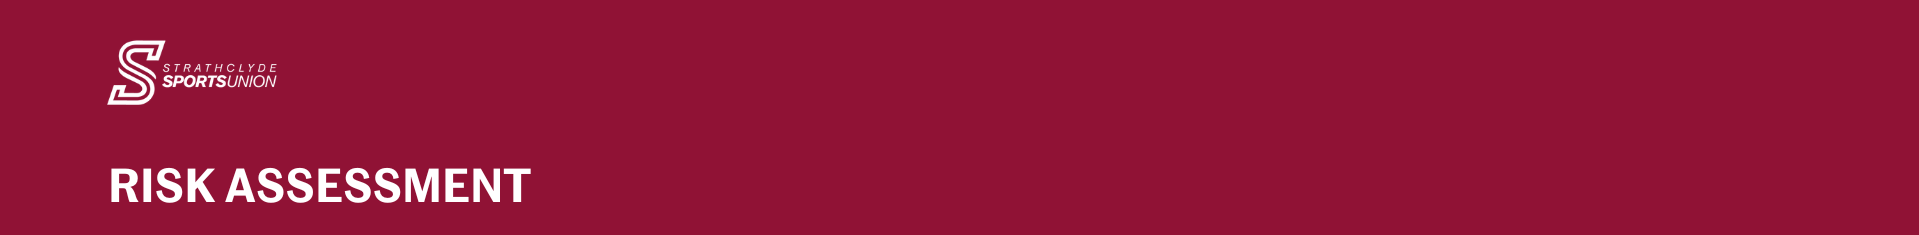 STRATHCLYDE
SPORTSUNION
RISK ASSESSMENT